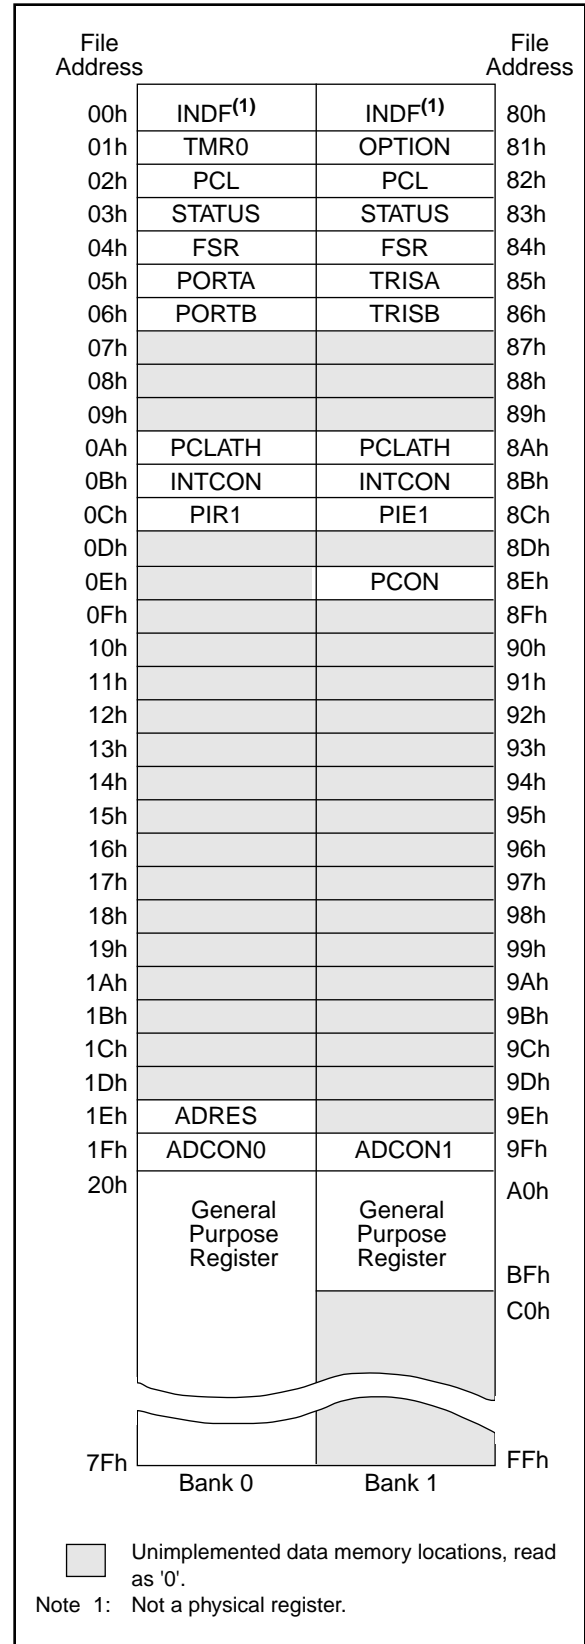 File Address File Address
00h INDF(1) INDF(1) 80h
01h TMR0 OPTION 81h
02h PCL PCL 82h
03h STATUS STATUS 83h
04h FSR FSR 84h
05h PORTA TRISA 85h
06h PORTB TRISB 86h
07h 87h
08h 88h
09h 89h
0Ah PCLATH PCLATH 8Ah
0Bh INTCON INTCON 8Bh
0Ch PIR1 PIE1 8Ch
0Dh 8Dh
0Eh PCON 8Eh
0Fh 8Fh
10h 90h
11h 91h
12h 92h
13h 93h
14h 94h
15h 95h
16h 96h
17h 97h
18h 98h
19h 99h
1Ah 9Ah
1Bh 9Bh
1Ch 9Ch
1Dh 9Dh
1Eh ADRES 9Eh
1Fh ADCON0 ADCON1 9Fh
20h A0h
General General
Purpose Purpose
Register Register
BFh
C0h
7Fh FFh
Bank 0 Bank 1
Unimplemented data memory locations, read
as '0'.
Note 1: Not a physical register.